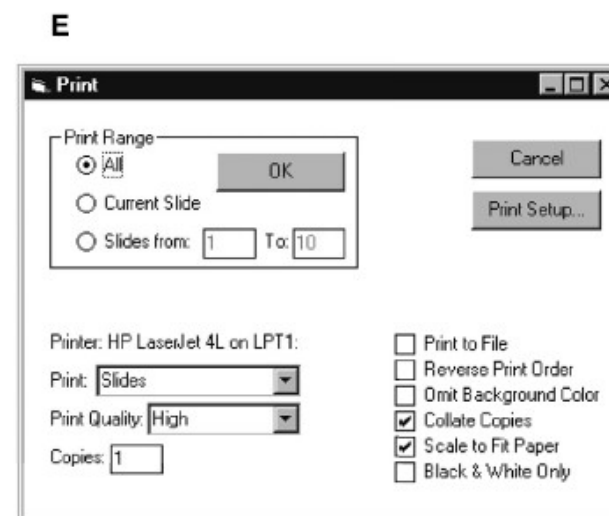 E
Print
Print Range
All
OK
Cancel
Current Slide
Print Setup...
Slides from: 1 To: 10
Printer: HP LaserJet 4L on LPT1:
Print: Slides
Print Quality: High
Copies: 1
Print to File
Reverse Print Order
Omit Background Color
Collate Copies
Scale to Fit Paper
Black & White Only